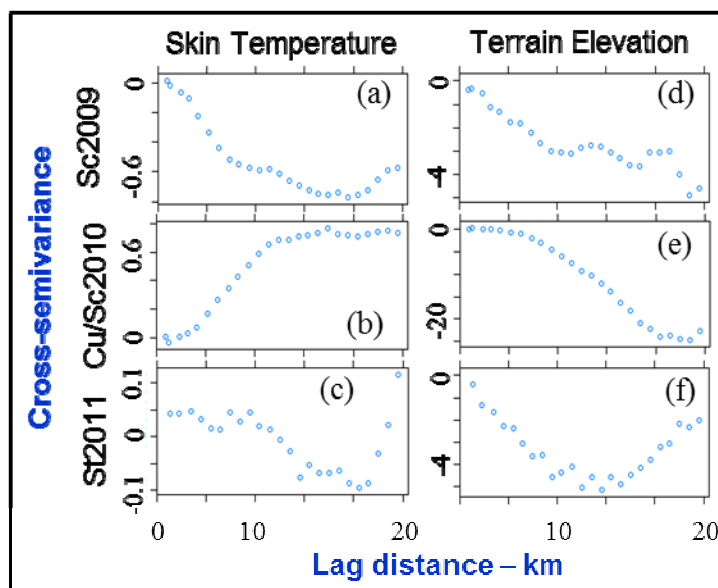 Skin Temperature Terrain Elevation
Cross-semivariance
Sc2009
0
-0.6
(a)
0
-4
(d)
Cu/Sc2010
0.6
0
(b)
0
-20
(e)
St2011
0.1
0
-0.1
(c)
0
-4
(f)
0 10 20 10 20
Lag distance – km